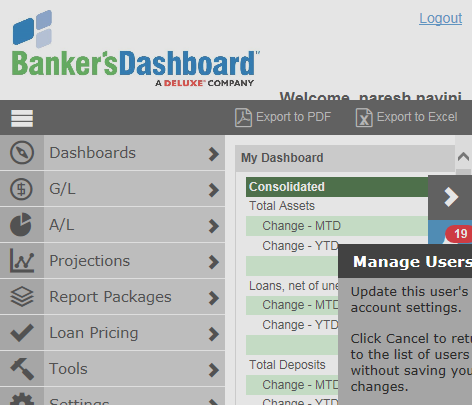 Logout
Banker'sDashboard™
A DELUXE® COMPANY
Welcome, paresh navini
Export to PDF
Export to Excel
Dashboards
G/L
A/L
Projections
Report Packages
Loan Pricing
Tools
Settings
My Dashboard
Consolidated
Total Assets
Change - MTD
Change - YTD
Loans, net of une
Change - MTD
Change - YTD
Total Deposits
Change - MTD
Change - YTD
19
Manage Users
Update this user's
account settings.
Click Cancel to retu
to the list of users
without saving you
changes.